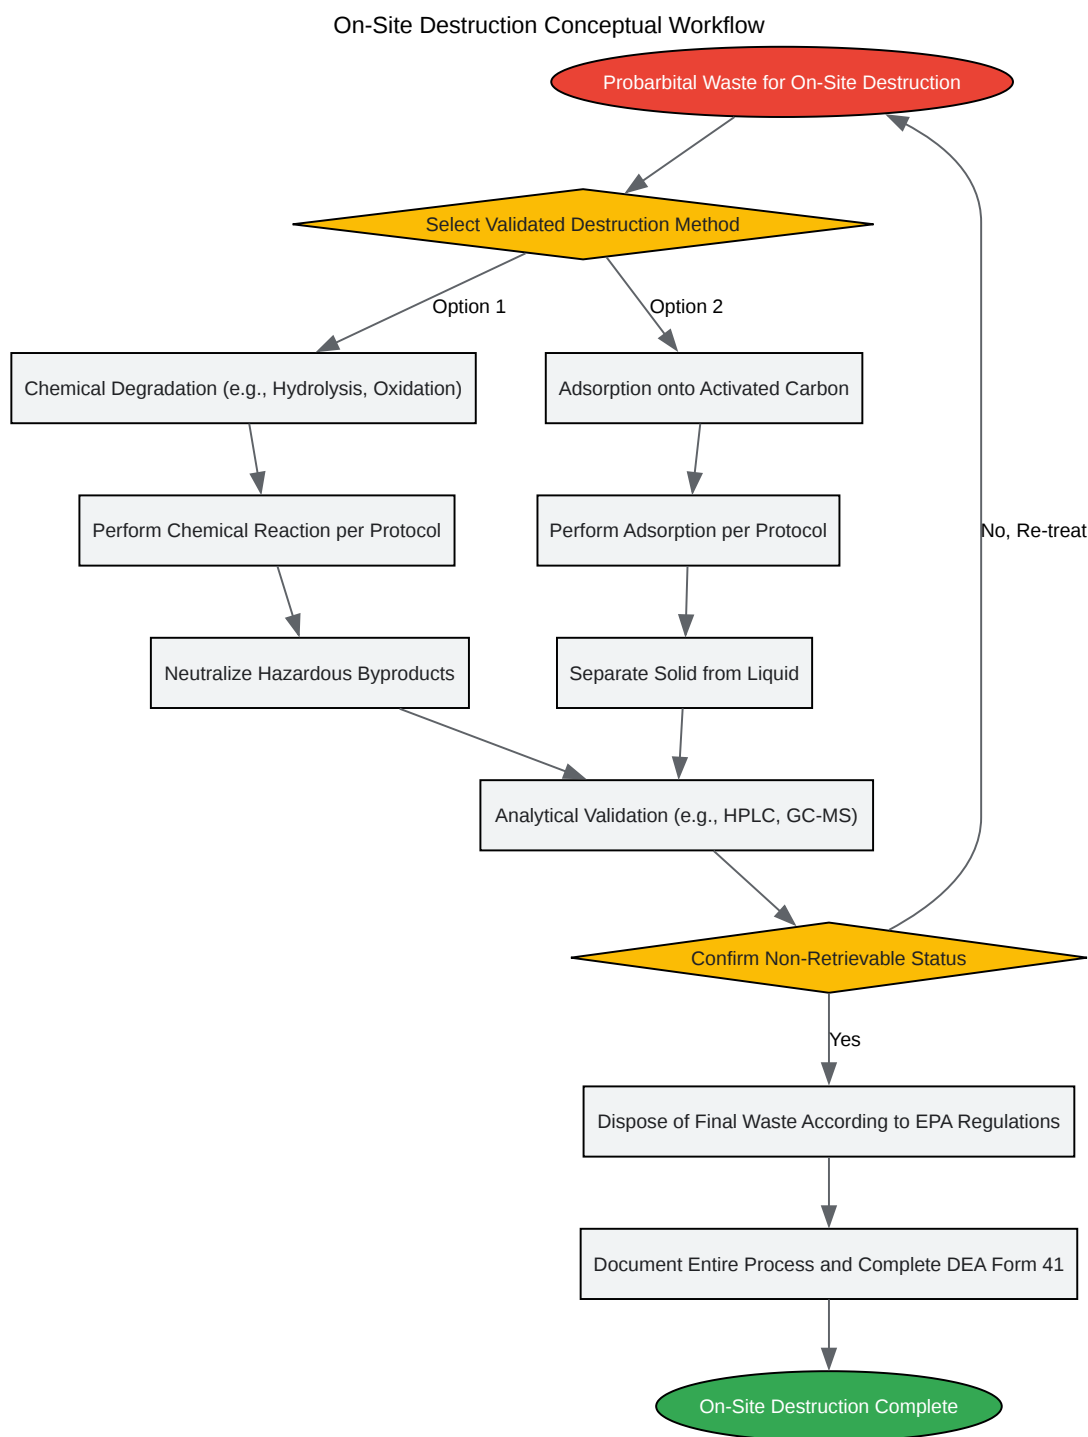 On-Site Destruction Conceptual Workflow
Probarbital Waste for On-Site Destruction
Select Validated Destruction Method
Option 1
Option 2
Chemical Degradation (e.g., Hydrolysis, Oxidation)
Adsorption onto Activated Carbon
Perform Chemical Reaction per Protocol
Perform Adsorption per Protocol
No, Re-treat
Neutralize Hazardous Byproducts
Separate Solid from Liquid
Analytical Validation (e.g., HPLC, GC-MS)
Confirm Non-Retrievable Status
Yes
Dispose of Final Waste According to EPA Regulations
Document Entire Process and Complete DEA Form 41
On-Site Destruction Complete